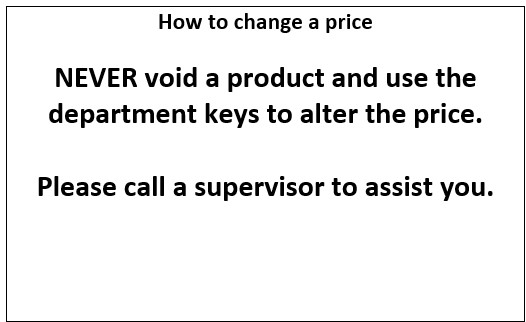 How to change a price
NEVER void a product and use the
department keys to alter the price.
Please call a supervisor to assist you.